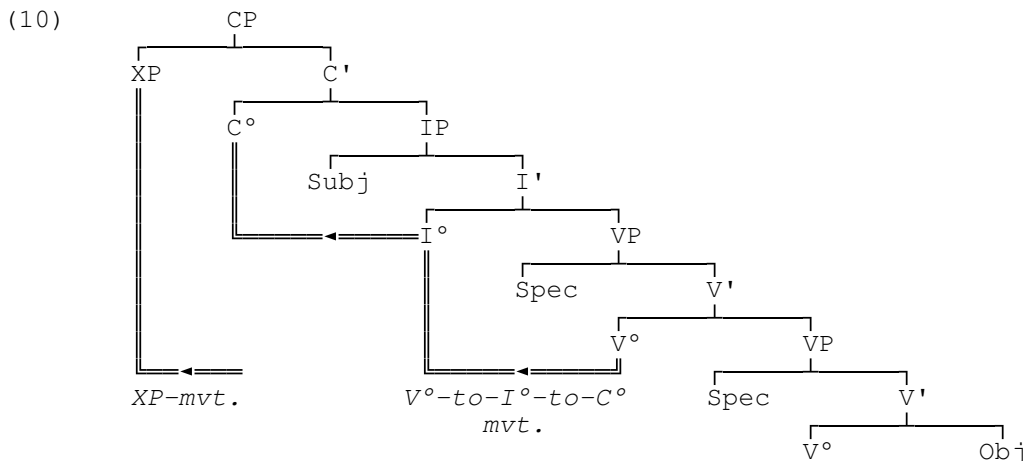 (10) CP
XP C'
C° IP
Subj I'
I° VP
Spec V'
V° VP
XP-mvt. V°-to-I°-to-C° Spec V'
mvt.
V° Obj